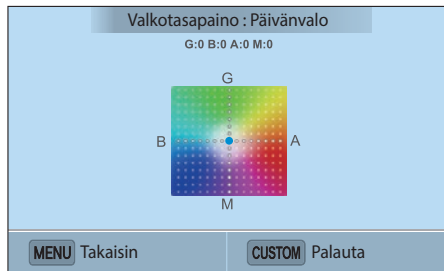 Valkotasapaino : Päivänvalo
G:0 B:0 A:0 M:0
G
B A
M
MENU Takaisin CUSTOM Palauta